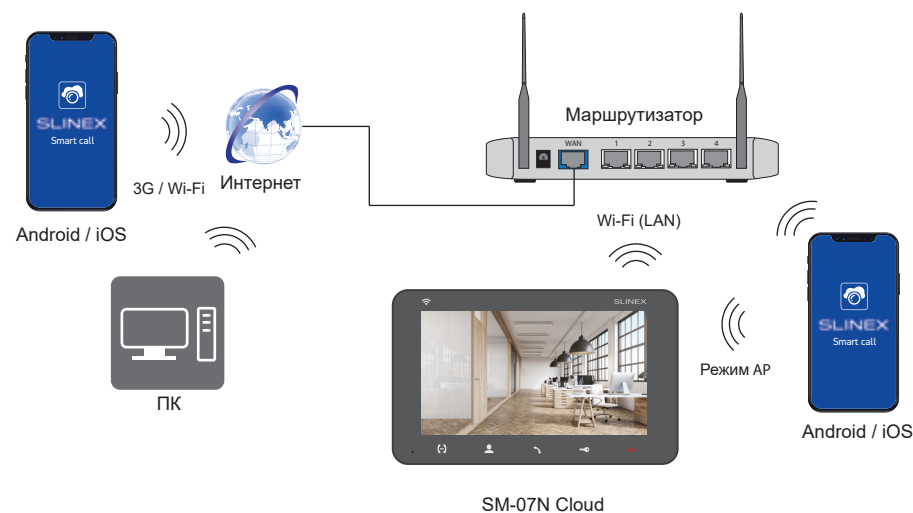 SLINEX
Smart call
Android / iOS
3G / Wi-Fi
Интернет
ПК
Маршрутизатор
WAN
1
2
3
4
Wi-Fi (LAN)
SLINEX
Режим AP
SLINEX
Smart call
Android / iOS
SM-07N Cloud